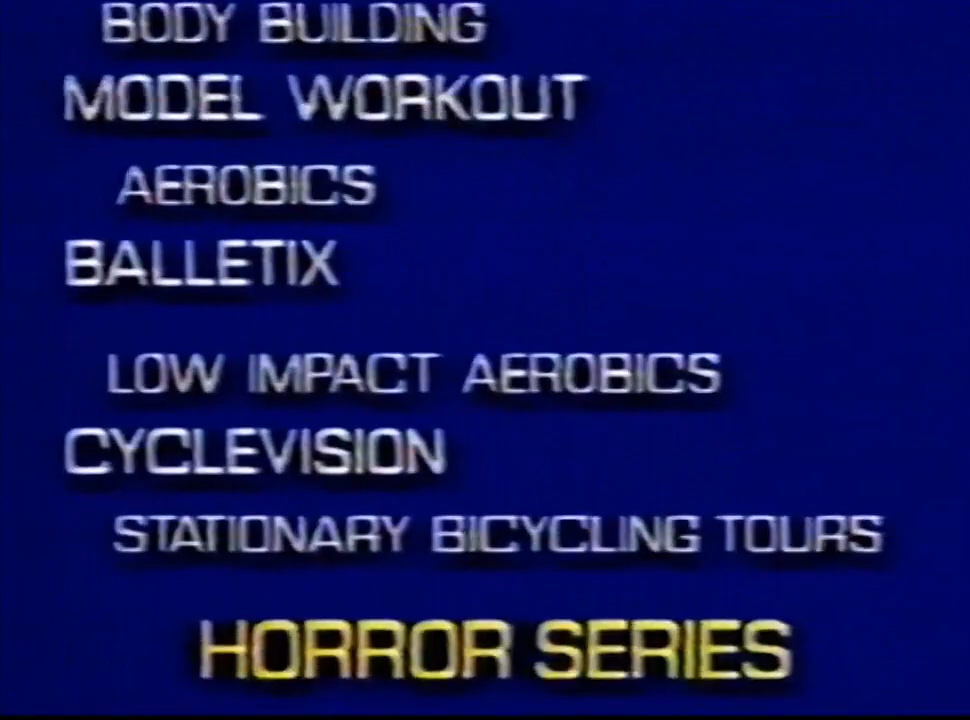 BODY BUILDING
MODEL WORKOUT
AEROBICS
BALLETIX
LOW IMPACT AEROBICS
CYCLEVISION
STATIONARY BICYCLING TOURS
HORROR SERIES